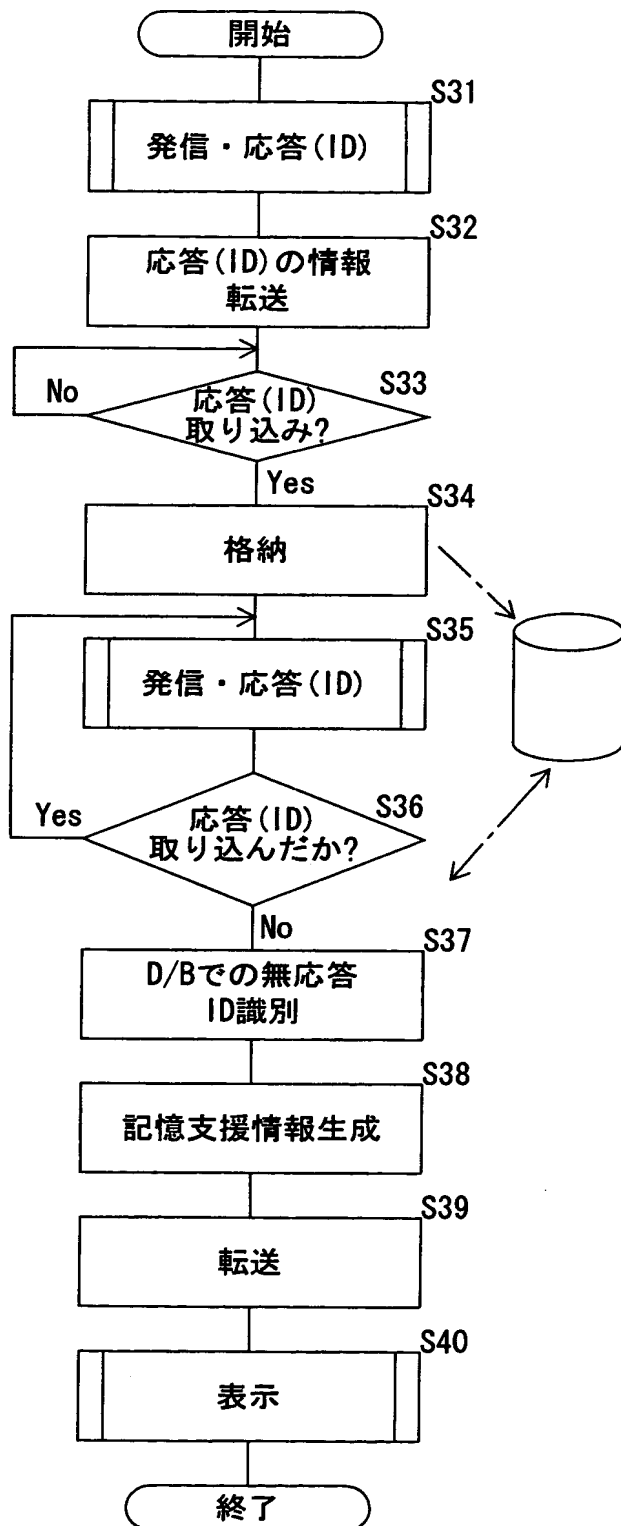 開始
S31
発信・応答(ID)
S32
応答(ID)の情報
転送
No
S33
応答(ID)
取り込み?
Yes
S34
格納
S35
発信・応答(ID)
Yes
S36
応答(ID)
取り込んだか?
No
S37
D/Bでの無応答
ID識別
S38
記憶支援情報生成
S39
転送
S40
表示
終了